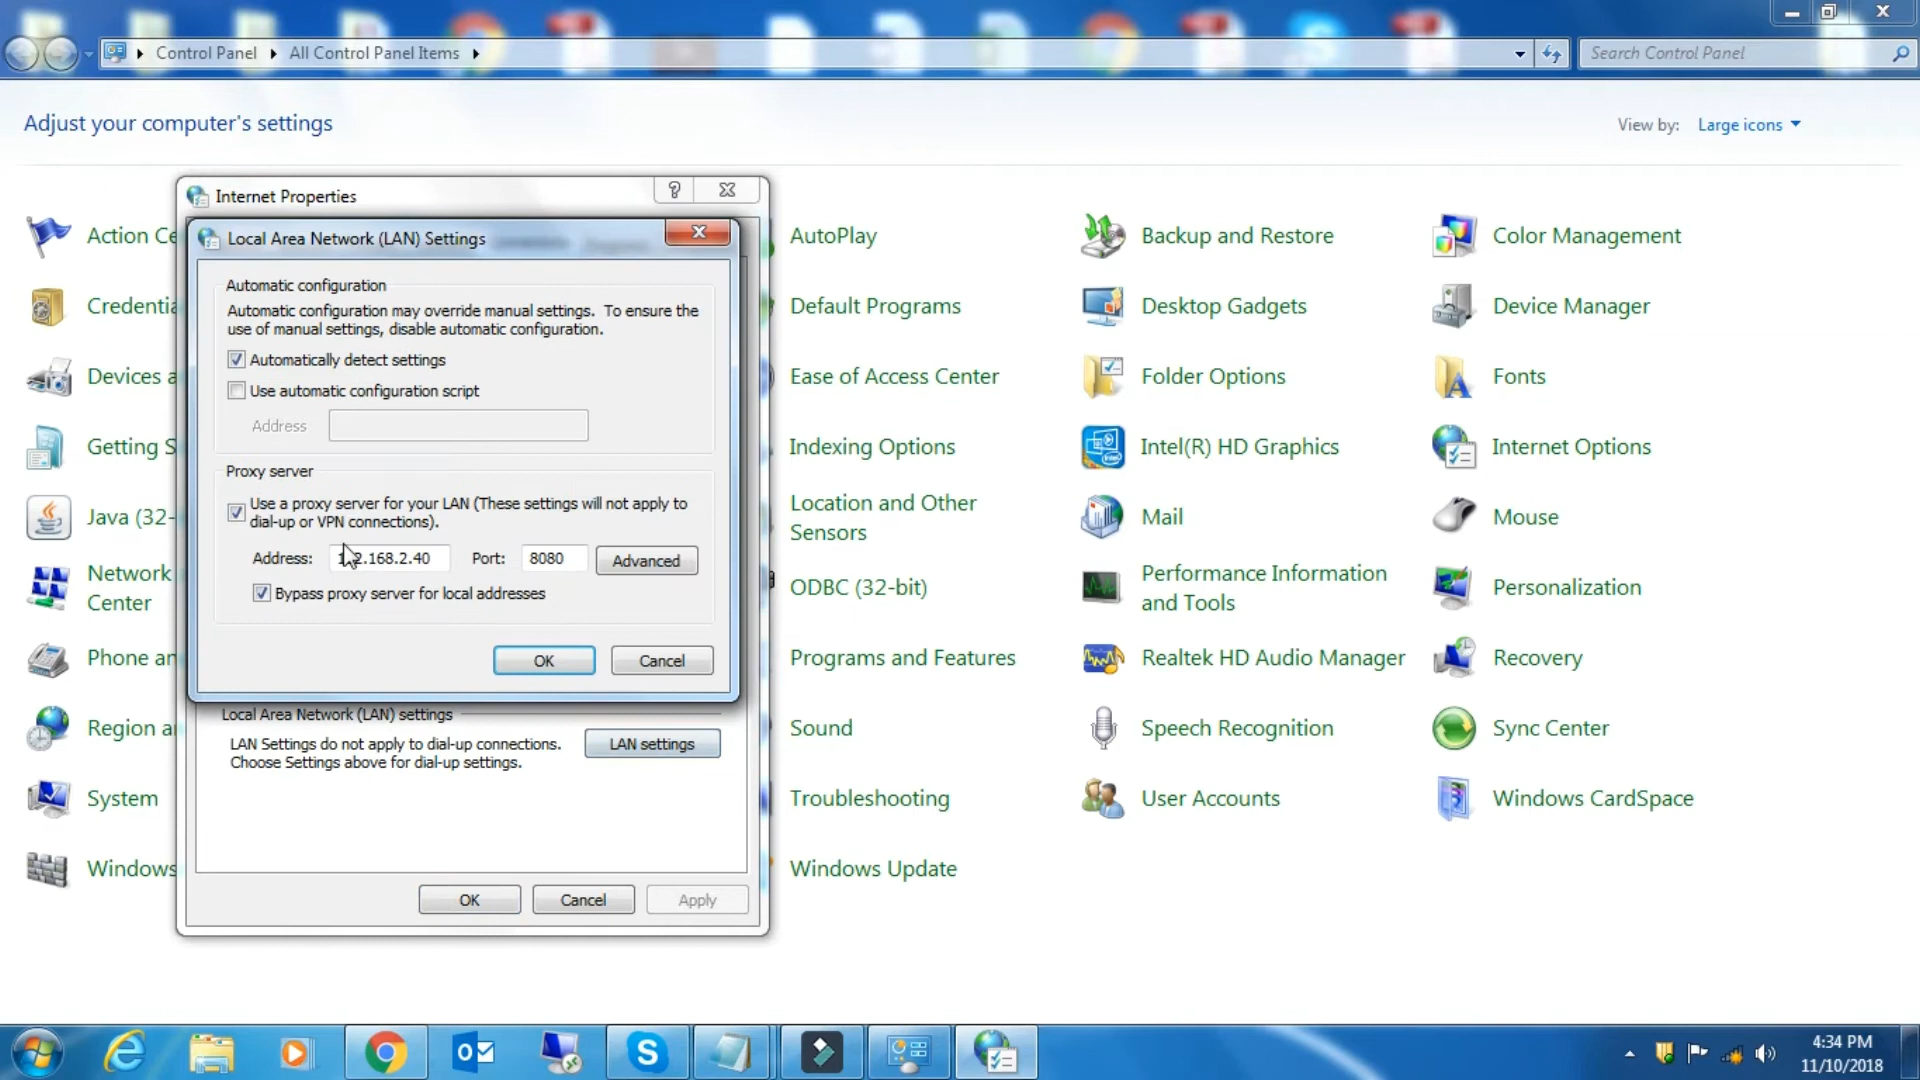 Control Panel
All Control Panel Items
Search Control Panel
Adjust your computer's settings
View by:
Large icons
Internet Properties
Local Area Network (LAN) Settings
Automatic configuration
Automatic configuration may override manual settings. To ensure the
use of manual settings, disable automatic configuration.
Automatically detect settings
Use automatic configuration script
Address
Proxy server
Use a proxy server for your LAN (These settings will not apply to
dial-up or VPN connections).
Address:
.168.2.40
Port:
8080
Advanced
Bypass proxy server for local addresses
OK
Cancel
Local Area Network (LAN) settings
LAN Settings do not apply to dial-up connections.
Choose Settings above for dial-up settings.
LAN settings
OK
Cancel
Apply
Action Ce
AutoPlay
Backup and Restore
Color Management
Credentia
Default Programs
Desktop Gadgets
Device Manager
Devices a
Ease of Access Center
Folder Options
Fonts
Getting S
Indexing Options
Intel(R) HD Graphics
Internet Options
Java (32-
Location and Other
Sensors
Mail
Mouse
Network
Center
ODBC (32-bit)
Performance Information
and Tools
Personalization
Phone an
Programs and Features
Realtek HD Audio Manager
Recovery
Region a
Sound
Speech Recognition
Sync Center
System
Troubleshooting
User Accounts
Windows CardSpace
Windows
Windows Update
4:34 PM
11/10/2018